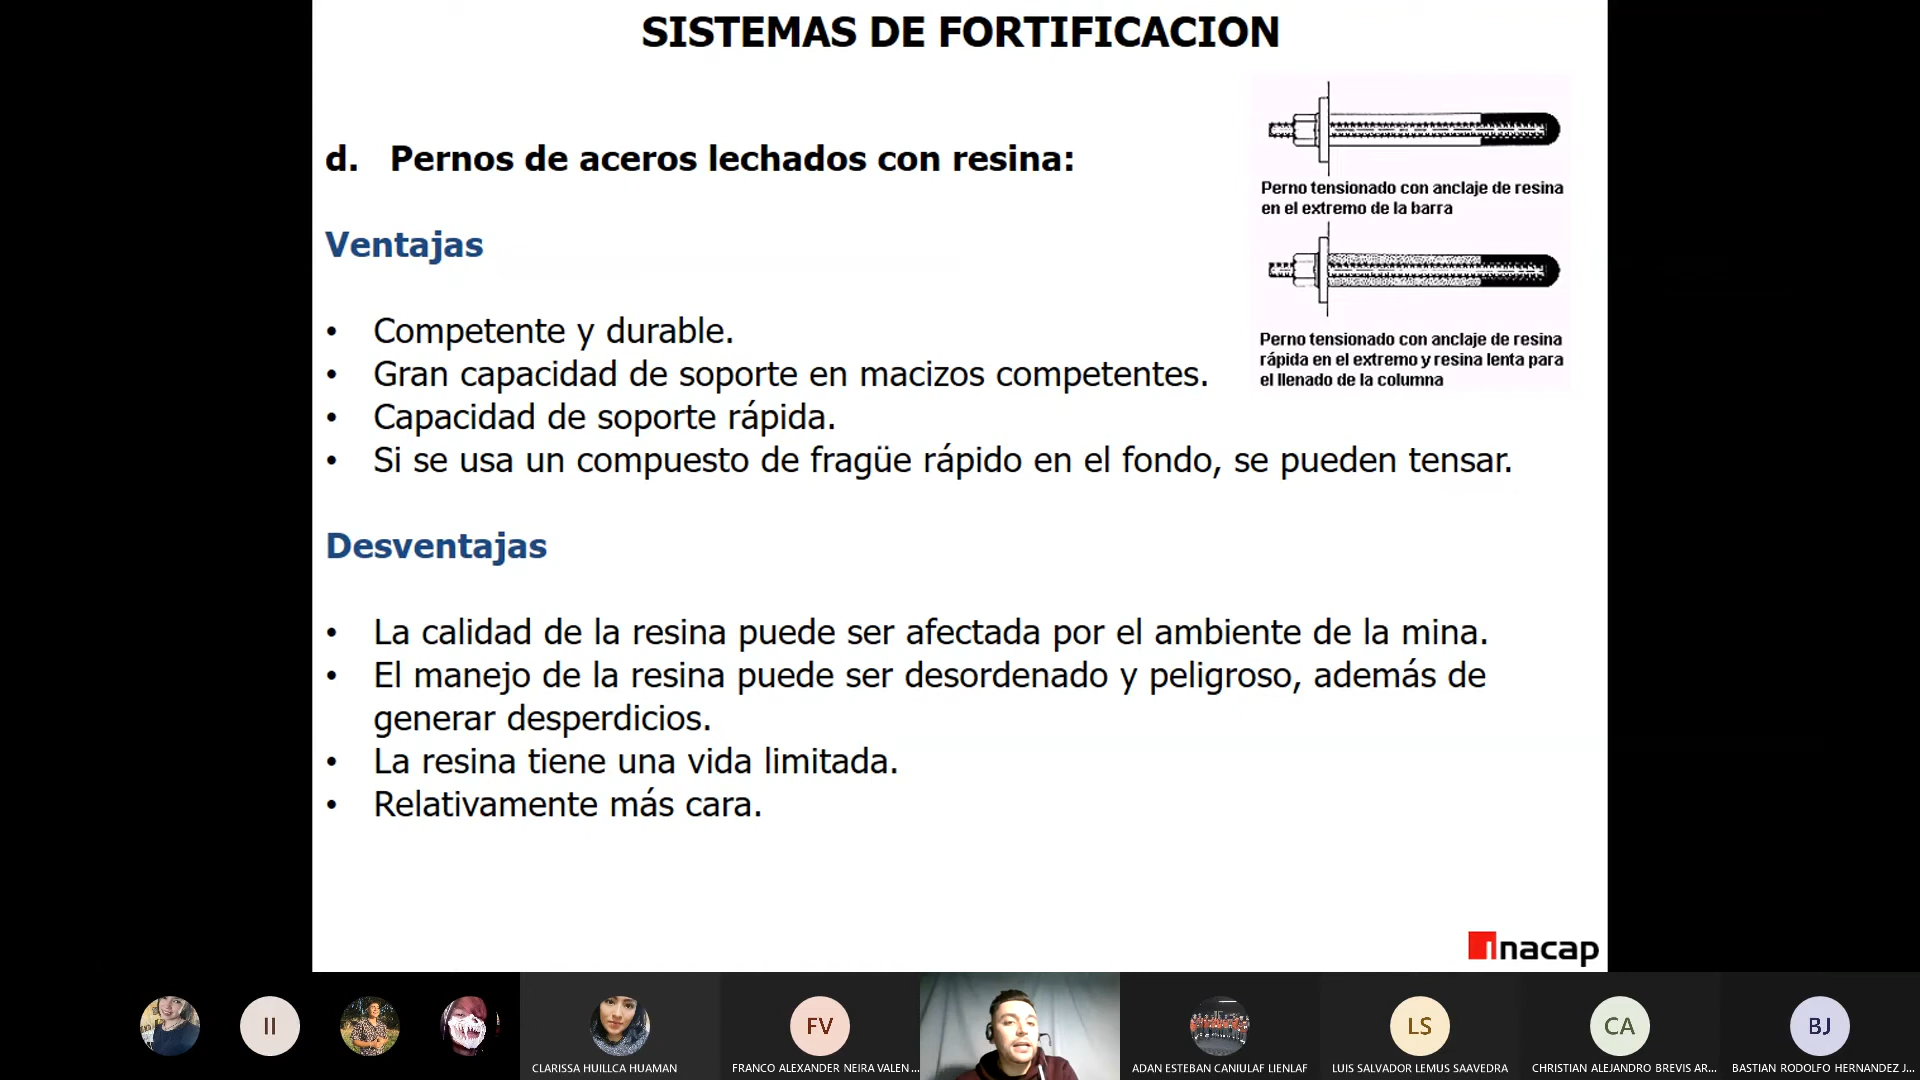 SISTEMAS DE FORTIFICACION
d. Pernos de aceros lechados con resina:
Perno tensionado con anclaje de resina
en el extremo de la barra
Perno tensionado con anclaje de resina
rápida en el extremo y resina lenta para
el llenado de la columna
Ventajas
• Competente y durable.
• Gran capacidad de soporte en macizos competentes.
• Capacidad de soporte rápida.
• Si se usa un compuesto de fragüe rápido en el fondo, se pueden tensar.
Desventajas
• La calidad de la resina puede ser afectada por el ambiente de la mina.
• El manejo de la resina puede ser desordenado y peligroso, además de
generar desperdicios.
• La resina tiene una vida limitada.
• Relativamente más cara.
inacap
II
FV
LS
CA
BJ
CLARISSA HUILLCA HUAMAN
FRANCO ALEXANDER NEIRA VALEN...
ADAN ESTEBAN CANIULAF LIENLAF
LUIS SALVADOR LEMUS SAAVEDRA
CHRISTIAN ALEJANDRO BREVIS AR...
BASTIAN RODOLFO HERNANDEZ J...